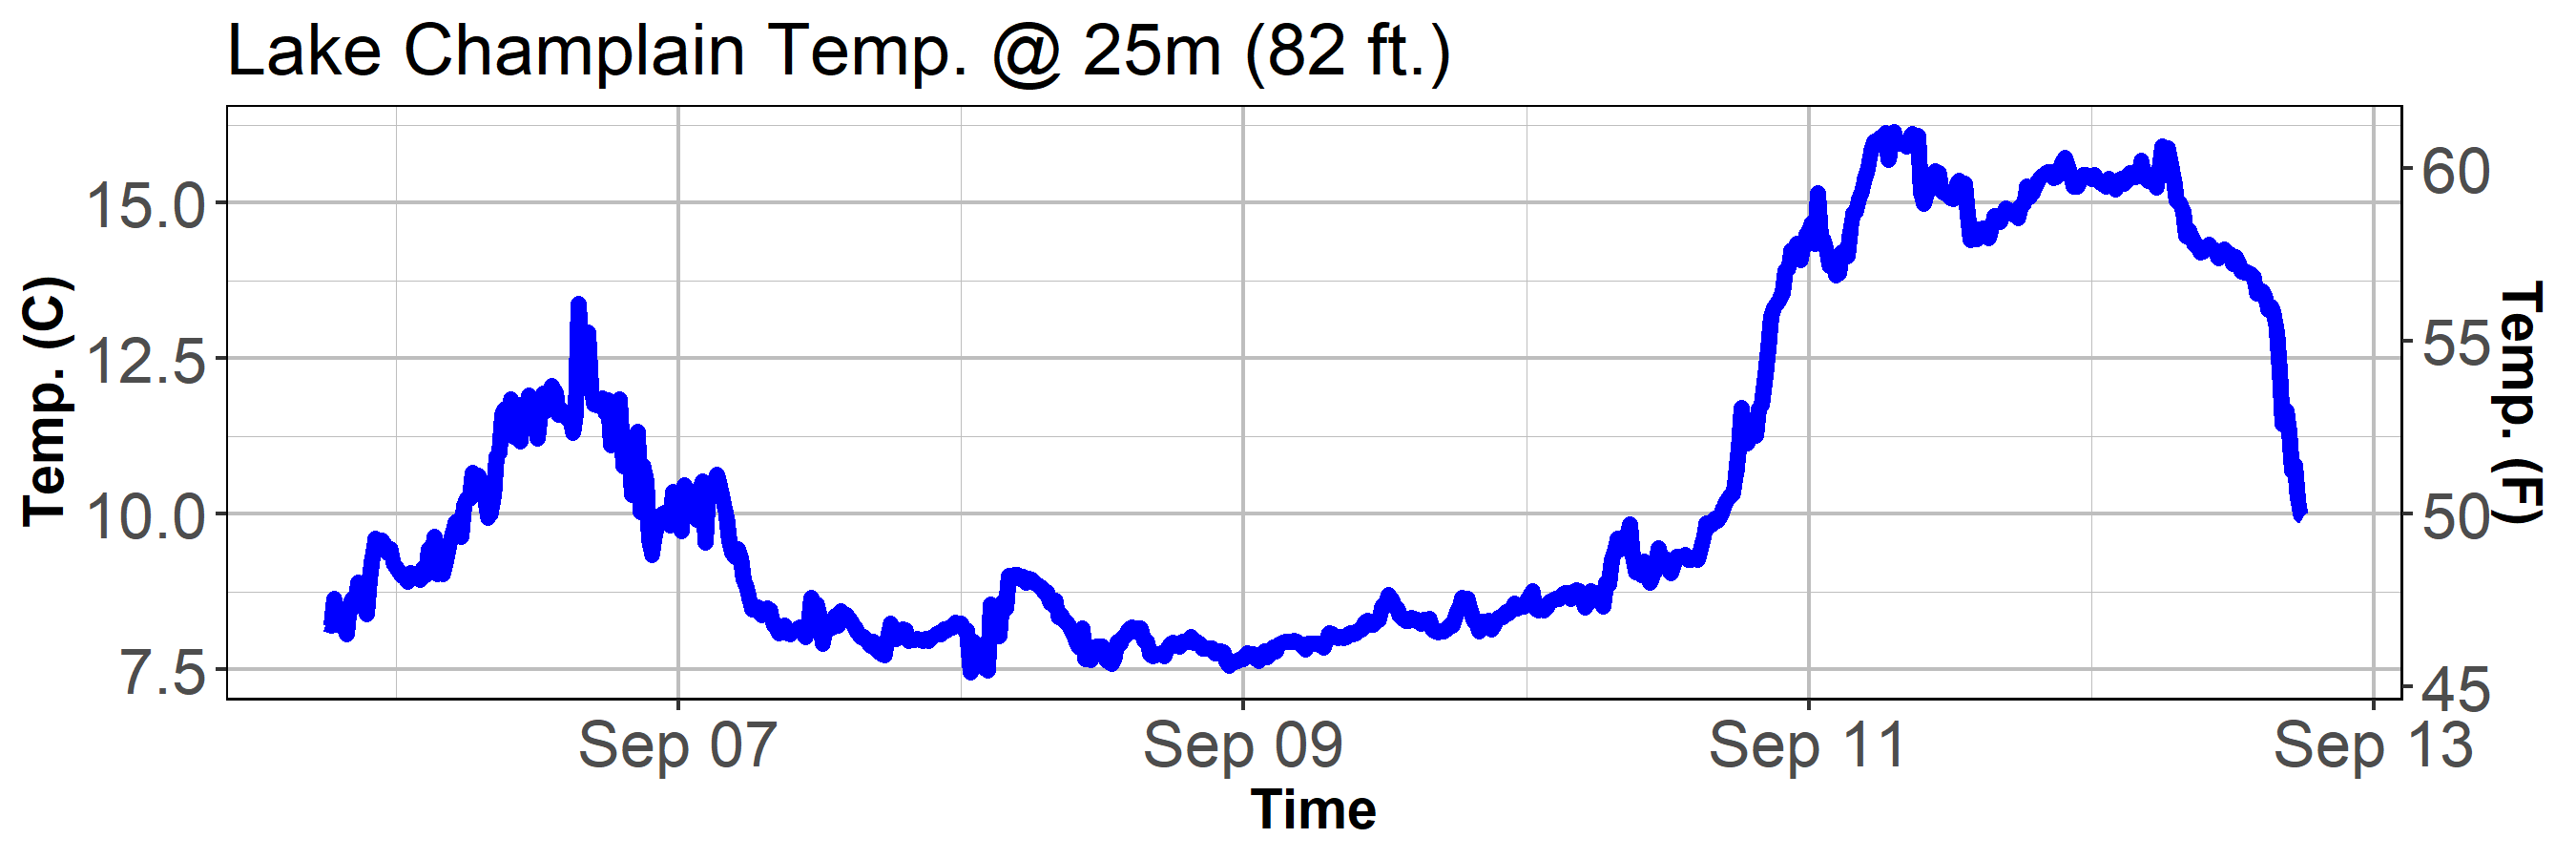 Lake Champlain Temp. @ 25m (82 ft.)
Temp. (C)
15.0
12.5
10.0
7.5
60
55
50
45
Temp. (F)
Sep 07 Sep 09 Sep 11 Sep 13
Time